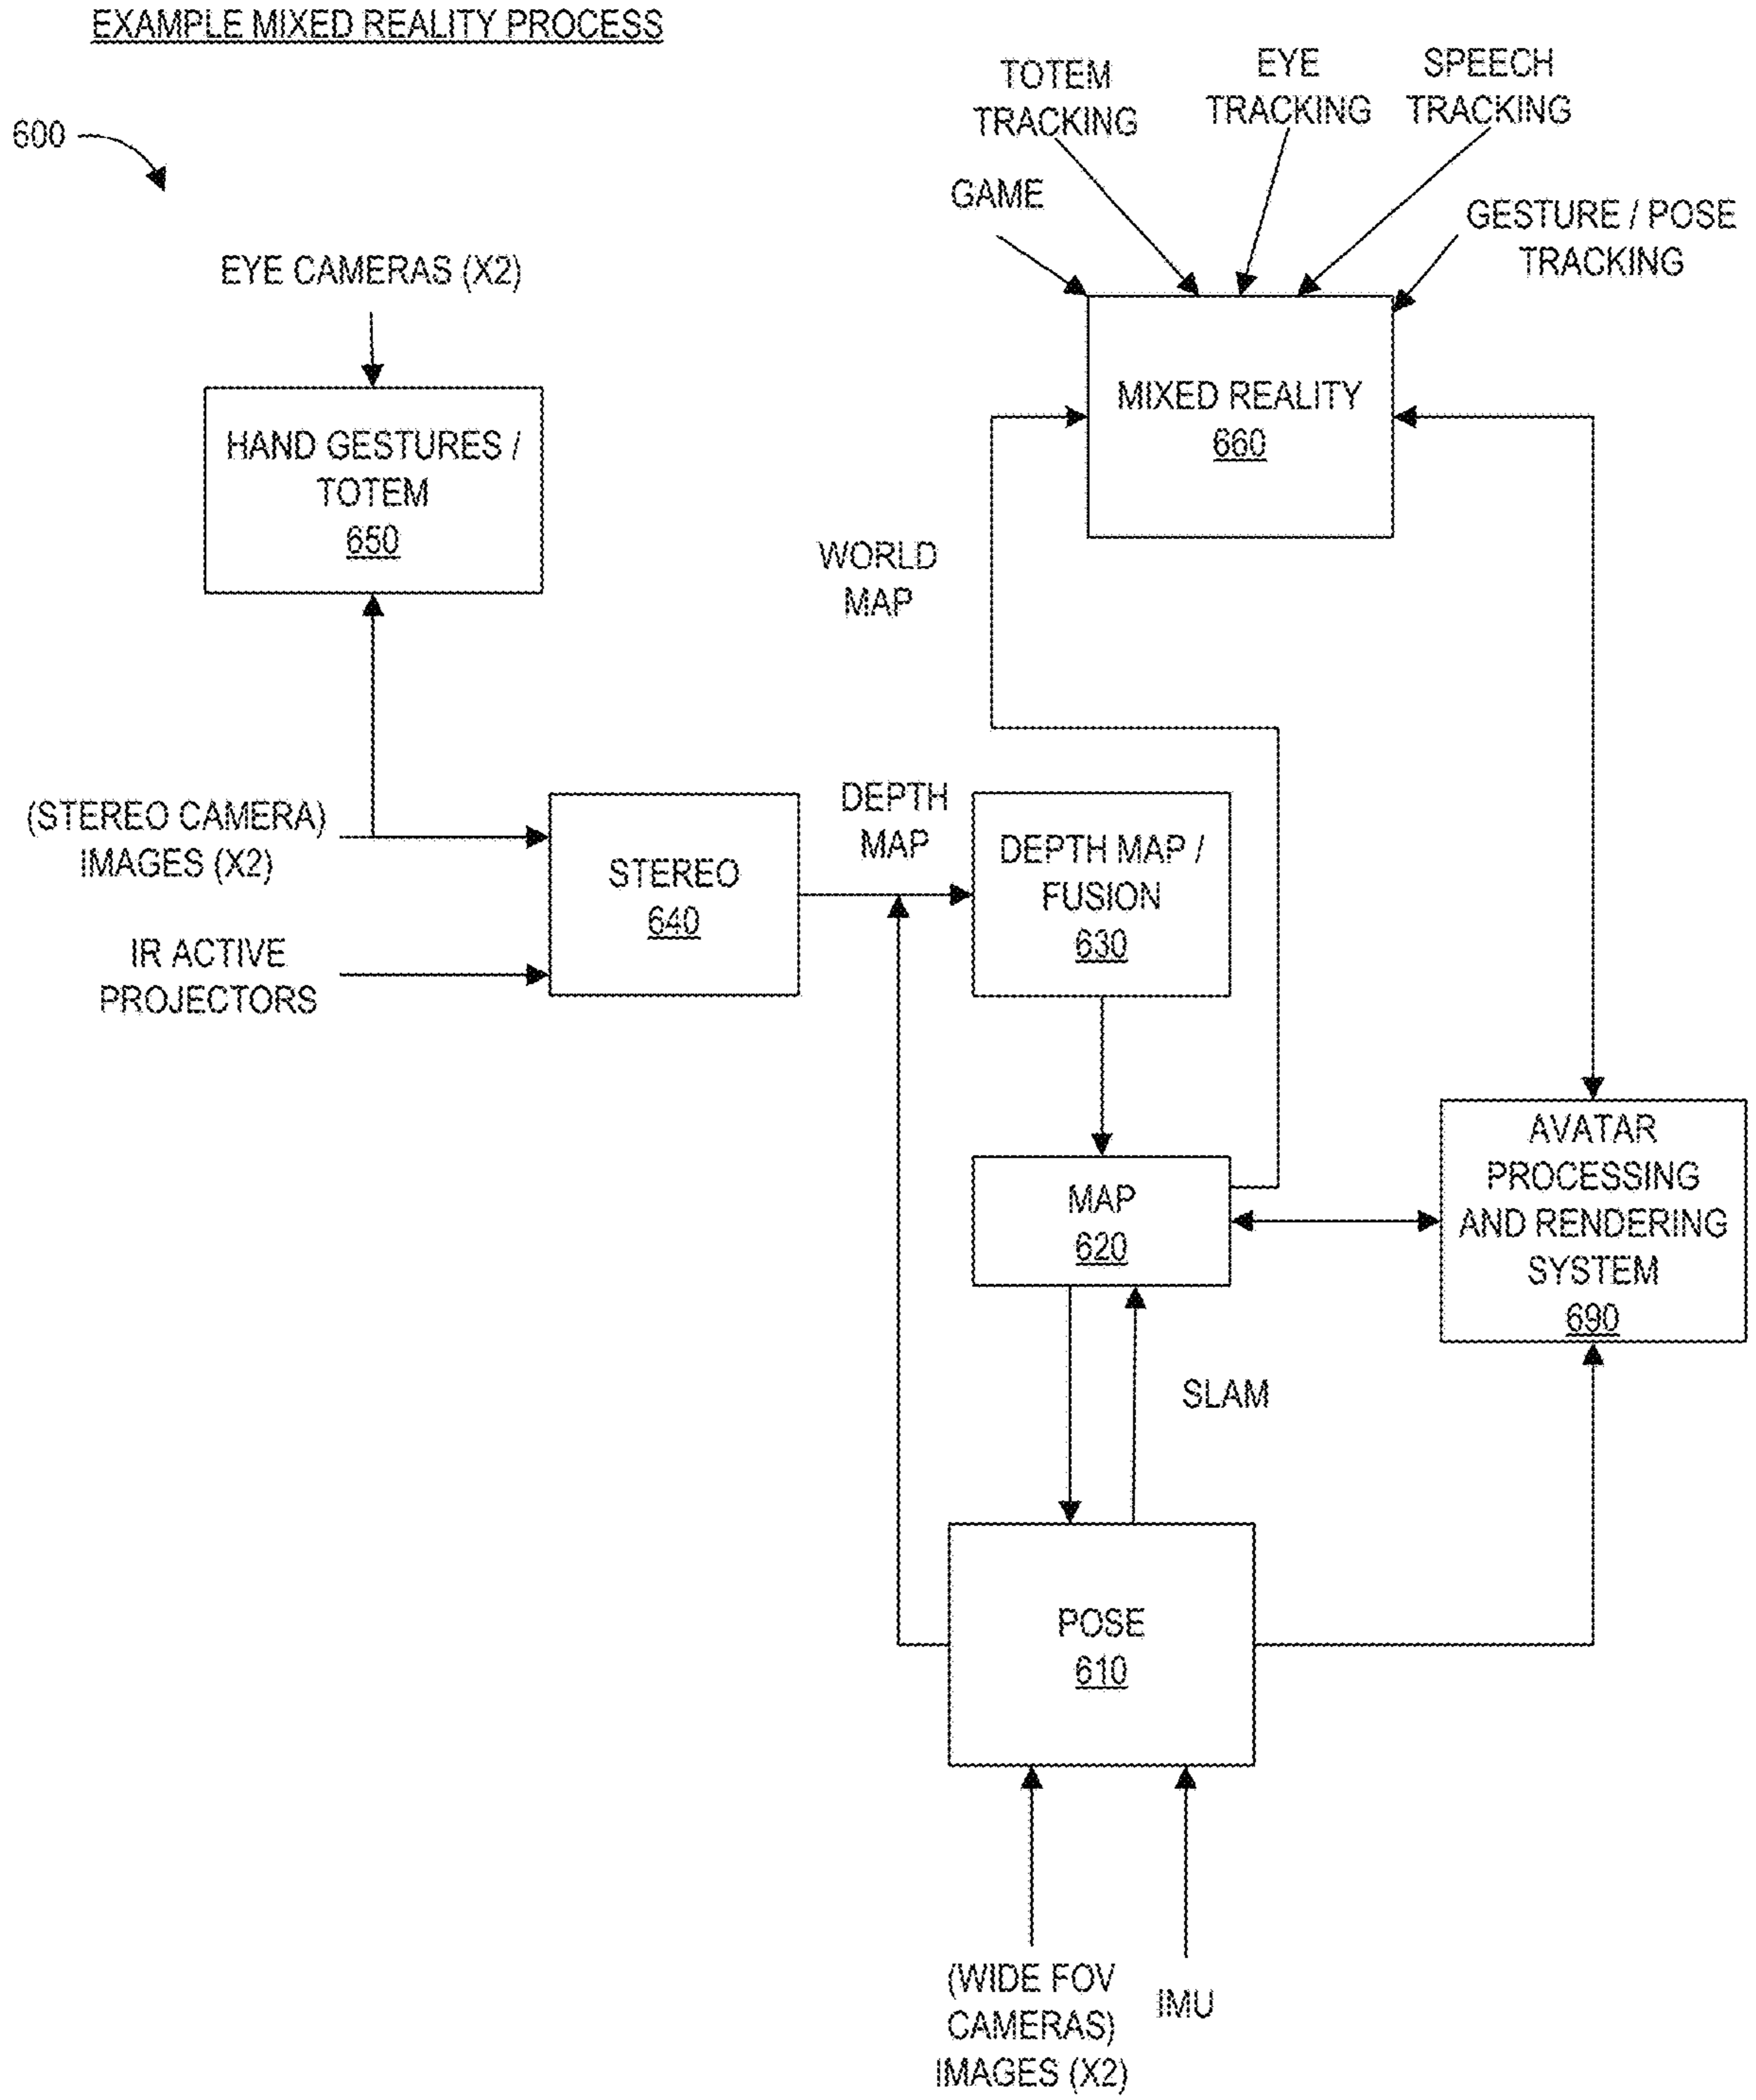 EXAMPLE MIXED REALITY PROCESS
600
TOTEM
TRACKING
EYE
TRACKING
SPEECH
TRACKING
GAME
GESTURE / POSE
TRACKING
EYE CAMERAS (X2)
HAND GESTURES /
TOTEM
650
MIXED REALITY
660
WORLD
MAP
(STEREO CAMERA)
IMAGES (X2)
IR ACTIVE
PROJECTORS
STEREO
640
DEPTH
MAP
DEPTH MAP /
FUSION
630
MAP
620
AVATAR
PROCESSING
AND RENDERING
SYSTEM
690
SLAM
POSE
610
(WIDE FOV
CAMERAS)
IMAGES (X2)
IMU